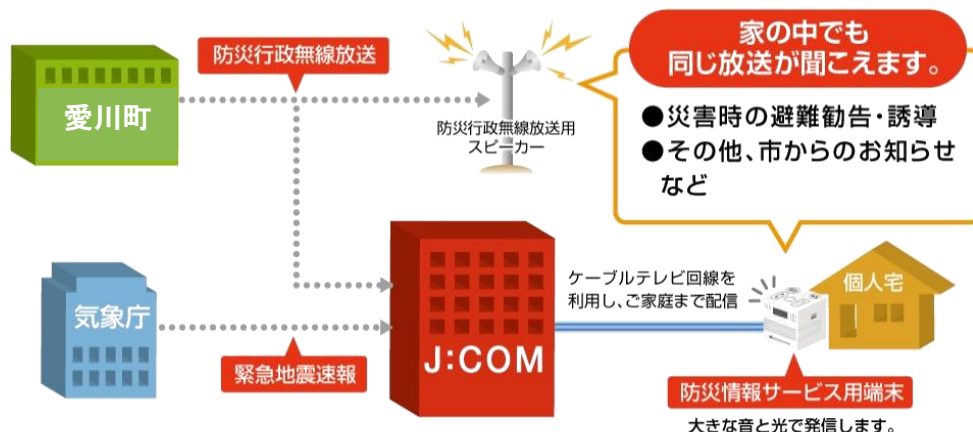 防災行政無線放送
愛川町
防災行政無線放送用
スピーカー
家の中でも
同じ放送が聞こえます。
●災害時の避難勧告・誘導
●その他、市からのお知らせ
など
気象庁
緊急地震速報
J:COM
ケーブルテレビ回線を
利用し、ご家庭まで配信
個人宅
防災情報サービス用端末
大きな音と光で発信します。